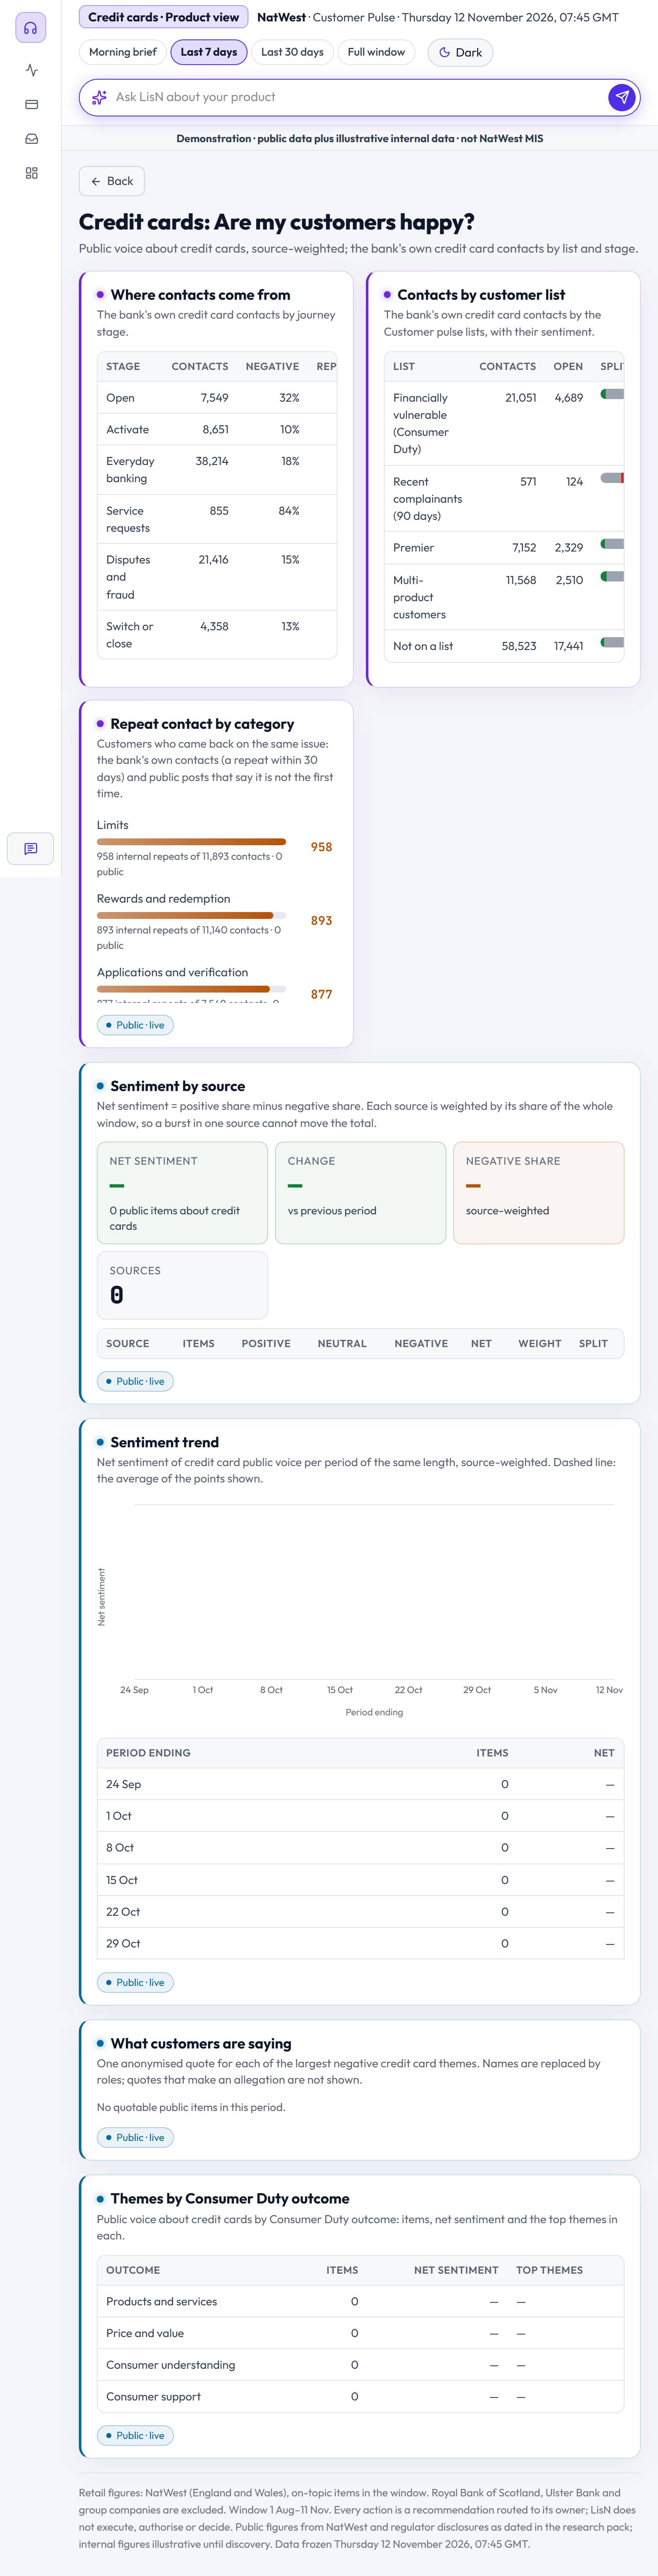 Credit cards · Product view NatWest · Customer Pulse · Thursday 12 November 2026, 07:45 GMT
Morning brief Last 7 days Last 30 days Full window Dark
Ask LisN about your product
Demonstration · public data plus illustrative internal data · not NatWest MIS
Back
Credit cards: Are my customers happy?
Public voice about credit cards, source-weighted; the bank's own credit card contacts by list and stage.
Where contacts come from
The bank's own credit card contacts by journey
stage.
STAGE CONTACTS NEGATIVE REP
Open 7,549 32%
Activate 8,651 10%
Everyday 38,214 18%
banking
Service 855 84%
requests
Disputes 21,416 15%
and
fraud
Switch or 4,358 13%
close
Contacts by customer list
The bank's own credit card contacts by the
Customer pulse lists, with their sentiment.
LIST CONTACTS OPEN SPLIT
Financially 21,051 4,689
vulnerable
(Consumer
Duty)
Recent 571 124
complainants
(90 days)
Premier 7,152 2,329
Multi- 11,568 2,510
product
customers
Not on a list 58,523 17,441
Repeat contact by category
Customers who came back on the same issue:
the bank's own contacts (a repeat within 30
days) and public posts that say it is not the first
time.
Limits
958
958 internal repeats of 11,893 contacts · 0
public
Rewards and redemption
893
893 internal repeats of 11,140 contacts · 0
public
Applications and verification
877
877 internal repeats of 7,549 contacts · 0
Public · live
Sentiment by source
Net sentiment = positive share minus negative share. Each source is weighted by its share of the whole
window, so a burst in one source cannot move the total.
NET SENTIMENT CHANGE NEGATIVE SHARE
— — —
0 public items about credit vs previous period source-weighted
cards
SOURCES
0
SOURCE ITEMS POSITIVE NEUTRAL NEGATIVE NET WEIGHT SPLIT
Public · live
Sentiment trend
Net sentiment of credit card public voice per period of the same length, source-weighted. Dashed line:
the average of the points shown.
Net sentiment
24 Sep 1 Oct 8 Oct 15 Oct 22 Oct 29 Oct 5 Nov 12 Nov
Period ending
PERIOD ENDING ITEMS NET
24 Sep 0 —
1 Oct 0 —
8 Oct 0 —
15 Oct 0 —
22 Oct 0 —
29 Oct 0 —
Public · live
What customers are saying
One anonymised quote for each of the largest negative credit card themes. Names are replaced by
roles; quotes that make an allegation are not shown.
No quotable public items in this period.
Public · live
Themes by Consumer Duty outcome
Public voice about credit cards by Consumer Duty outcome: items, net sentiment and the top themes in
each.
OUTCOME ITEMS NET SENTIMENT TOP THEMES
Products and services 0 — —
Price and value 0 — —
Consumer understanding 0 — —
Consumer support 0 — —
Public · live
Retail figures: NatWest (England and Wales), on-topic items in the window. Royal Bank of Scotland, Ulster Bank and
group companies are excluded. Window 1 Aug–11 Nov. Every action is a recommendation routed to its owner; LisN does
not execute, authorise or decide. Public figures from NatWest and regulator disclosures as dated in the research pack;
internal figures illustrative until discovery. Data frozen Thursday 12 November 2026, 07:45 GMT.